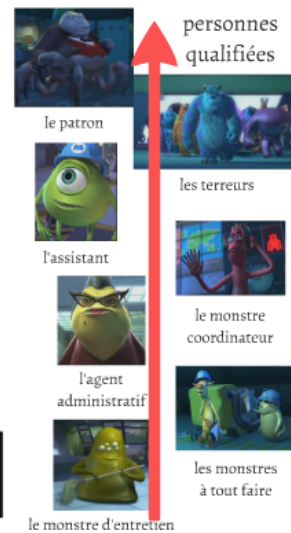 personnes
qualifiées
le patron
les terreurs
l'assistant
le monstre
coordinateur
l'agent
administratif
les monstres
à tout faire
le monstre d'entretien